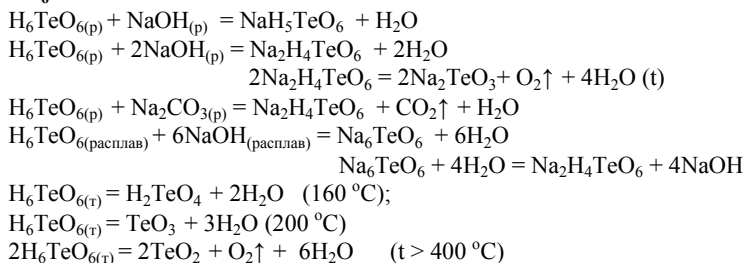 H₆TeO₆₍ₚ₎ + NaOH₍ₚ₎ = NaH₅TeO₆ + H₂O
H₆TeO₆₍ₚ₎ + 2NaOH₍ₚ₎ = Na₂H₄TeO₆ + 2H₂O
2Na₂H₄TeO₆ = 2Na₂TeO₃+ O₂↑ + 4H₂O (t)
H₆TeO₆₍ₚ₎ + Na₂CO₃₍ₚ₎ = Na₂H₄TeO₆ + CO₂↑ + H₂O
H₆TeO₆(расплав) + 6NaOH(расплав) = Na₆TeO₆ + 6H₂O
Na₆TeO₆ + 4H₂O = Na₂H₄TeO₆ + 4NaOH
H₆TeO₆(т) = H₂TeO₄ + 2H₂O (160 °C);
H₆TeO₆(т) = TeO₃ + 3H₂O (200 °C)
2H₆TeO₆(т) = 2TeO₂ + O₂↑ + 6H₂O (t > 400 °C)